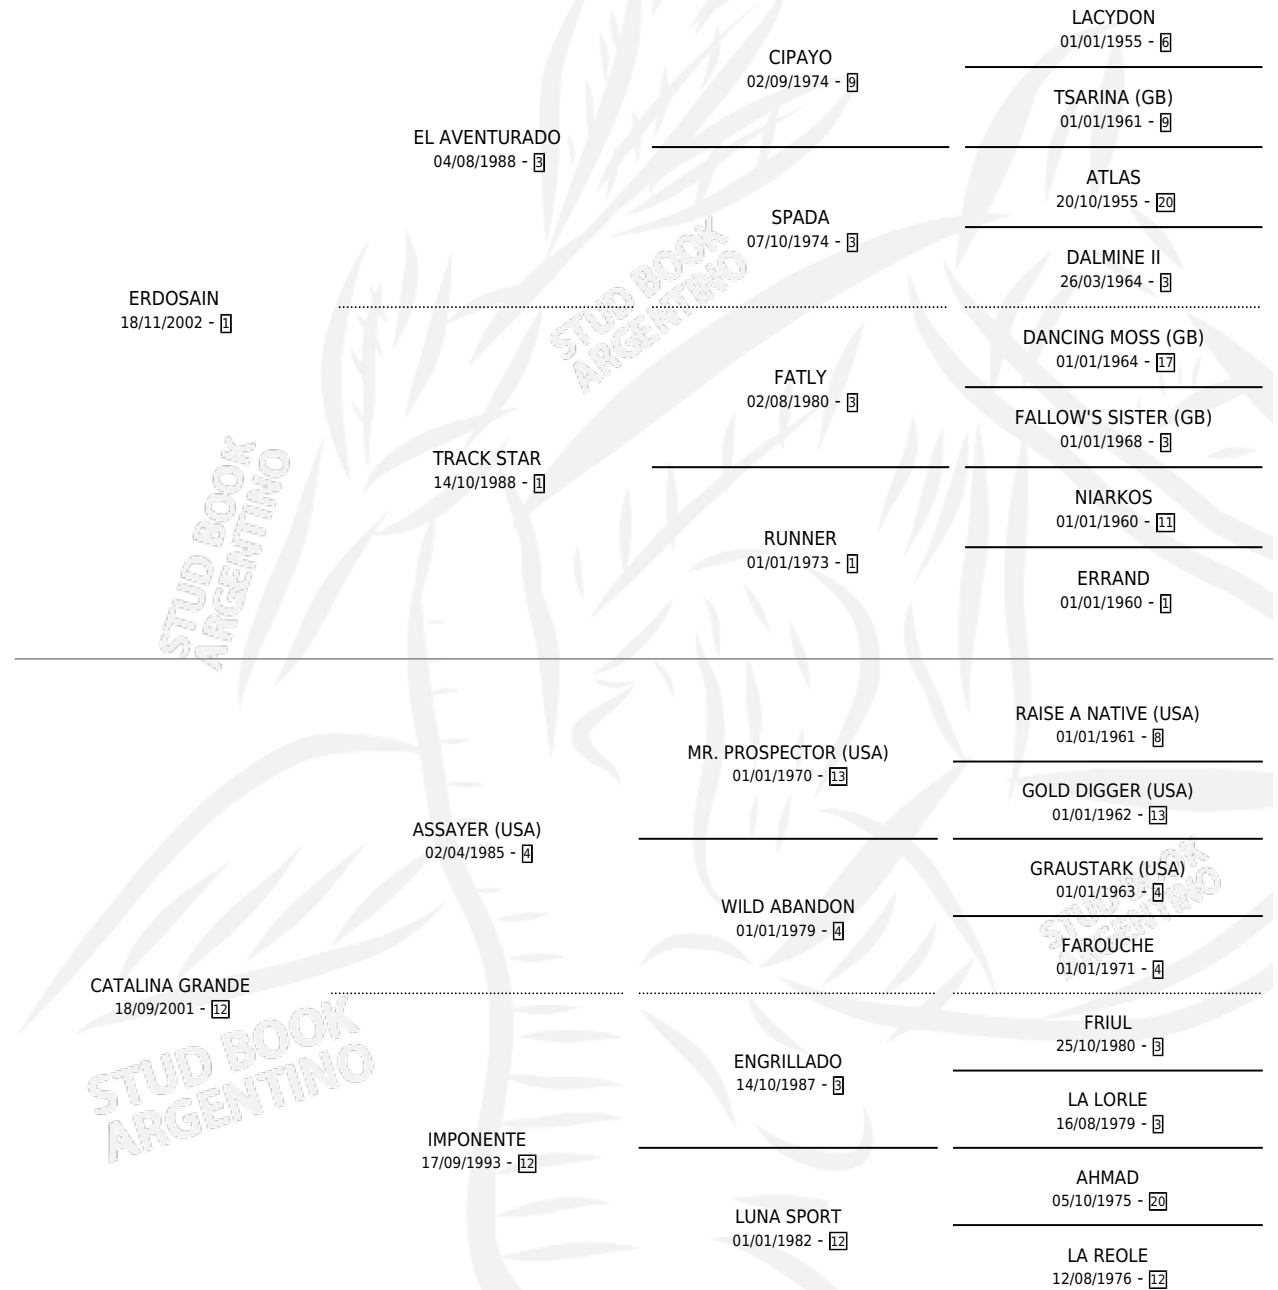 LACYDON
01/01/1955 - 6
CIPAYO
02/09/1974 - 9
TSARINA (GB)
01/01/1961 - 9
EL AVENTURADO
04/08/1988 - 3
ATLAS
20/10/1955 - 20
SPADA
07/10/1974 - 3
DALMINE II
26/03/1964 - 3
ERDOSAIN
18/11/2002 - 1
STUD BOOK
ARGENTINO
DANCING MOSS (GB)
01/01/1964 - 17
FATLY
02/08/1980 - 3
FALLOW'S SISTER (GB)
01/01/1968 - 3
TRACK STAR
14/10/1988 - 1
NIARKOS
01/01/1960 - 11
RUNNER
01/01/1973 - 1
ERRAND
01/01/1960 - 1
STUD BOOK
ARGENTINO
RAISE A NATIVE (USA)
01/01/1961 - 8
MR. PROSPECTOR (USA)
01/01/1970 - 13
GOLD DIGGER (USA)
01/01/1962 - 13
ASSAYER (USA)
02/04/1985 - 4
GRAUSTARK (USA)
01/01/1963 - 4
WILD ABANDON
01/01/1979 - 4
STUD BOOK
ARGENTINO
FAROUCHE
01/01/1971 - 4
CATALINA GRANDE
18/09/2001 - 12
STUD BOOK
ARGENTINO
FRIUL
25/10/1980 - 3
ENGRILLADO
14/10/1987 - 3
LA LORLE
16/08/1979 - 3
IMPONENTE
17/09/1993 - 12
AHMAD
05/10/1975 - 20
LUNA SPORT
01/01/1982 - 12
LA REOLE
12/08/1976 - 12